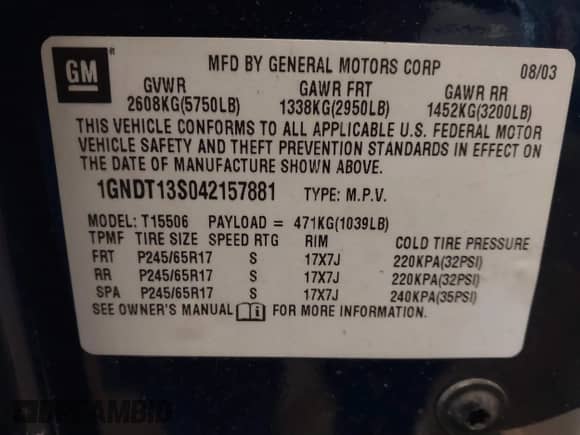 GM
MFD BY GENERAL MOTORS CORP 08/03
GVWR GAWR FRT GAWR RR
2608KG(5750LB) 1338KG(2950LB) 1452KG(3200LB)
THIS VEHICLE CONFORMS TO ALL APPLICABLE U.S. FEDERAL MOTOR
VEHICLE SAFETY AND THEFT PREVENTION STANDARDS IN EFFECT ON
THE DATE OF MANUFACTURE SHOWN ABOVE.
1GNDT13S042157881 TYPE: M.P.V.
MODEL: T15506 PAYLOAD = 471KG(1039LB)
TPMF TIRE SIZE SPEED RTG RIM COLD TIRE PRESSURE
FRT P245/65R17 S 17X7J 220KPA(32PSI)
RR P245/65R17 S 17X7J 220KPA(32PSI)
SPA P245/65R17 S 17X7J 240KPA(35PSI)
SEE OWNER'S MANUAL i FOR MORE INFORMATION.